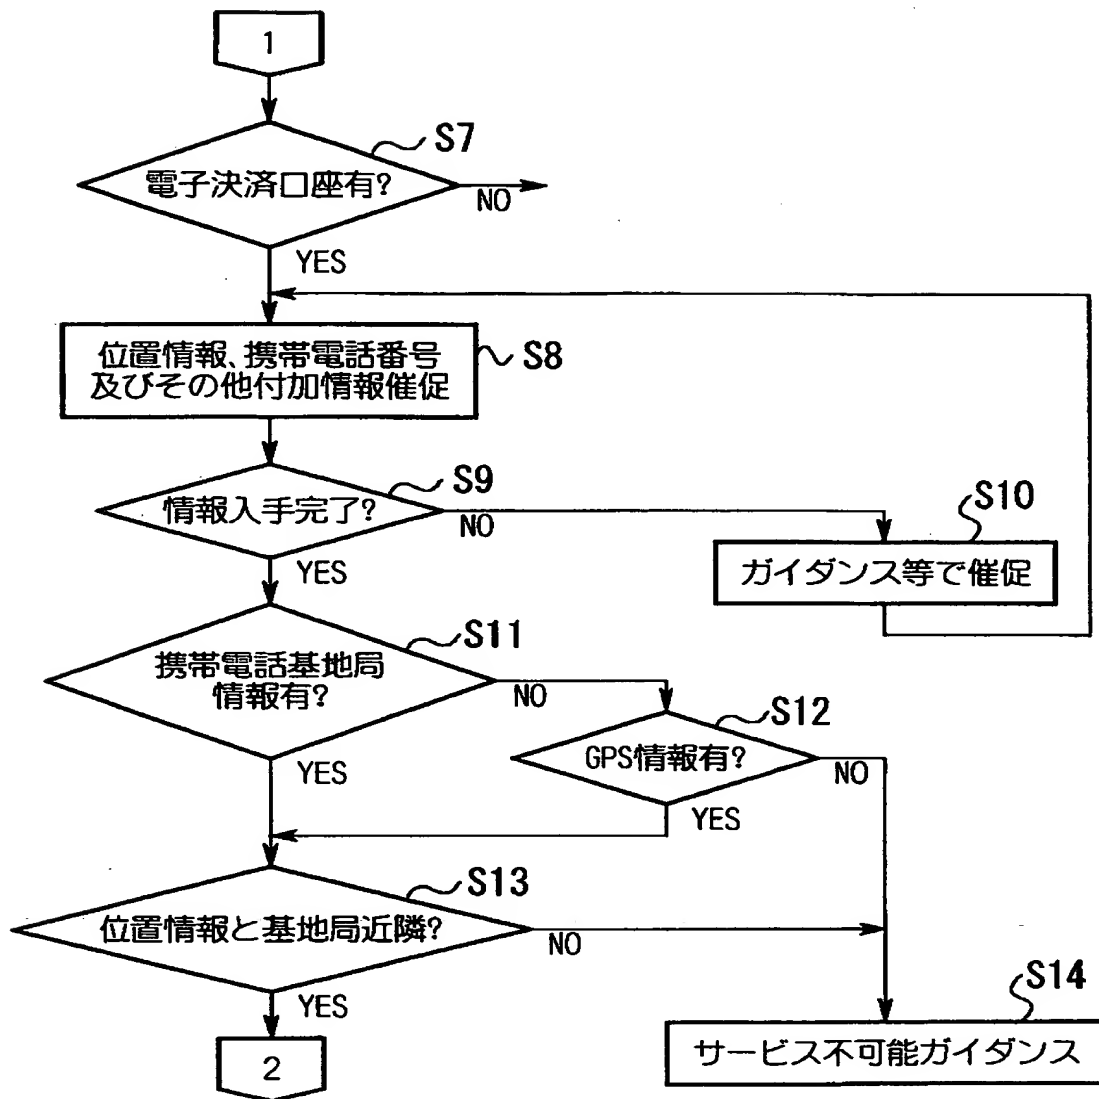 1
S7
電子決済口座有?
NO
YES
位置情報、携帯電話番号
及びその他付加情報催促
S8
S9
情報入手完了?
NO
YES
S10
ガイダンス等で催促
S11
携帯電話基地局
情報有?
NO
YES
S12
GPS情報有?
NO
YES
S13
位置情報と基地局近隣?
NO
YES
S14
サービス不可能ガイダンス
2